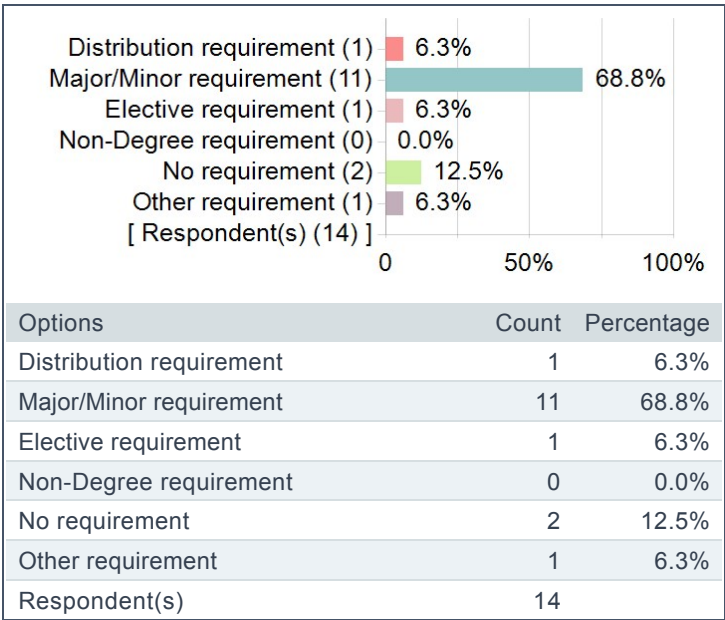 Distribution requirement (1) 6.3%
Major/Minor requirement (11) 68.8%
Elective requirement (1) 6.3%
Non-Degree requirement (0) 0.0%
No requirement (2) 12.5%
Other requirement (1) 6.3%
[ Respondent(s) (14) ]
0 50% 100%
Options Count Percentage
Distribution requirement 1 6.3%
Major/Minor requirement 11 68.8%
Elective requirement 1 6.3%
Non-Degree requirement 0 0.0%
No requirement 2 12.5%
Other requirement 1 6.3%
Respondent(s) 14